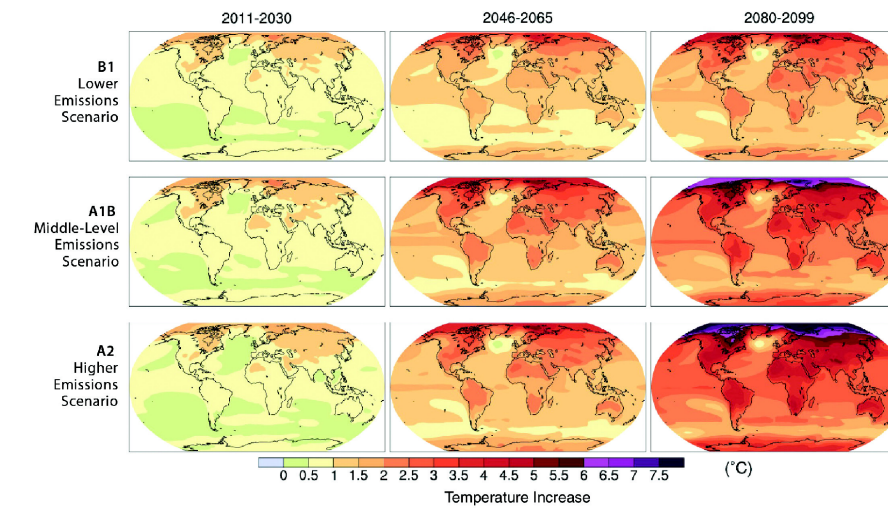 2011-2030 2046-2065 2080-2099
B1
Lower
Emissions
Scenario
A1B
Middle-Level
Emissions
Scenario
A2
Higher
Emissions
Scenario
0 0.5 1 1.5 2 2.5 3 3.5 4 4.5 5 5.5 6 6.5 7 7.5 (°C)
Temperature Increase